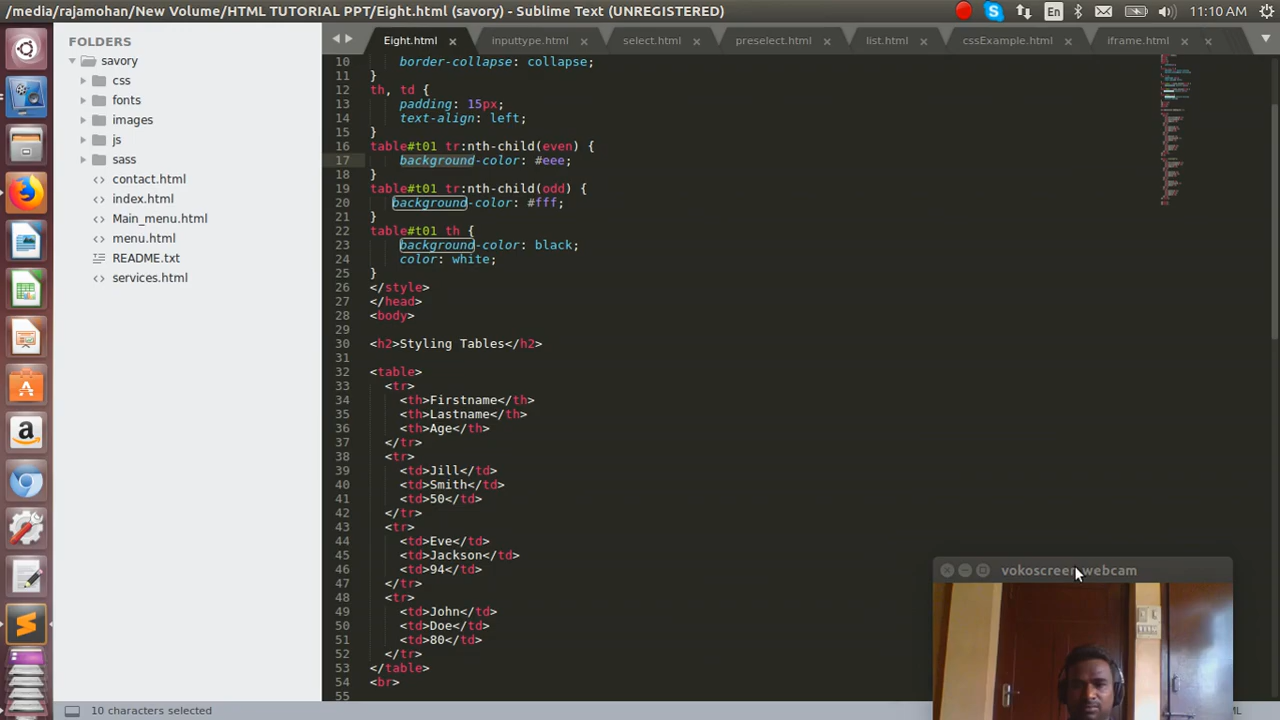 /media/rajamohan/New Volume/HTML TUTORIAL PPT/Eight.html (savory) - Sublime Text (UNREGISTERED)
En
11:10 AM
FOLDERS
savory
css
fonts
images
js
sass
contact.html
index.html
Main_menu.html
menu.html
README.txt
services.html
Eight.html
inputtype.html
select.html
preselect.html
list.html
cssExample.html
iframe.html
10 border-collapse: collapse;
11 }
12 th, td {
13 padding: 15px;
14 text-align: left;
15 }
16 table#t01 tr:nth-child(even) {
17 background-color: #eee;
18 }
19 table#t01 tr:nth-child(odd) {
20 background-color: #fff;
21 }
22 table#t01 th {
23 background-color: black;
24 color: white;
25 }
26 </style>
27 </head>
28 <body>
29
30 <h2>Styling Tables</h2>
31
32 <table>
33 <tr>
34 <th>Firstname</th>
35 <th>Lastname</th>
36 <th>Age</th>
37 </tr>
38 <tr>
39 <td>Jill</td>
40 <td>Smith</td>
41 <td>50</td>
42 </tr>
43 <tr>
44 <td>Eve</td>
45 <td>Jackson</td>
46 <td>94</td>
47 </tr>
48 <tr>
49 <td>John</td>
50 <td>Doe</td>
51 <td>80</td>
52 </tr>
53 </table>
54 <br>
55
vokoscreen webcam
10 characters selected